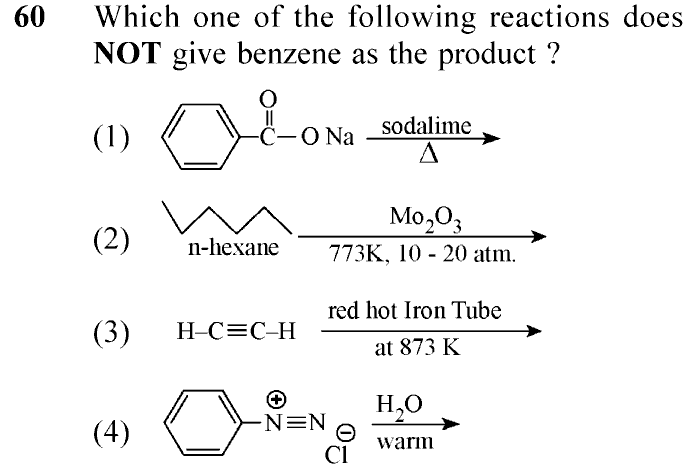 60 Which one of the following reactions does
NOT give benzene as the product ?
(1) O
C–O Na sodalime
Δ
(2) n-hexane Mo₂O₃
773K, 10 - 20 atm.
(3) H–C≡C–H red hot Iron Tube
at 873 K
(4) ⊕
N≡N ⊖
Cl H₂O
warm